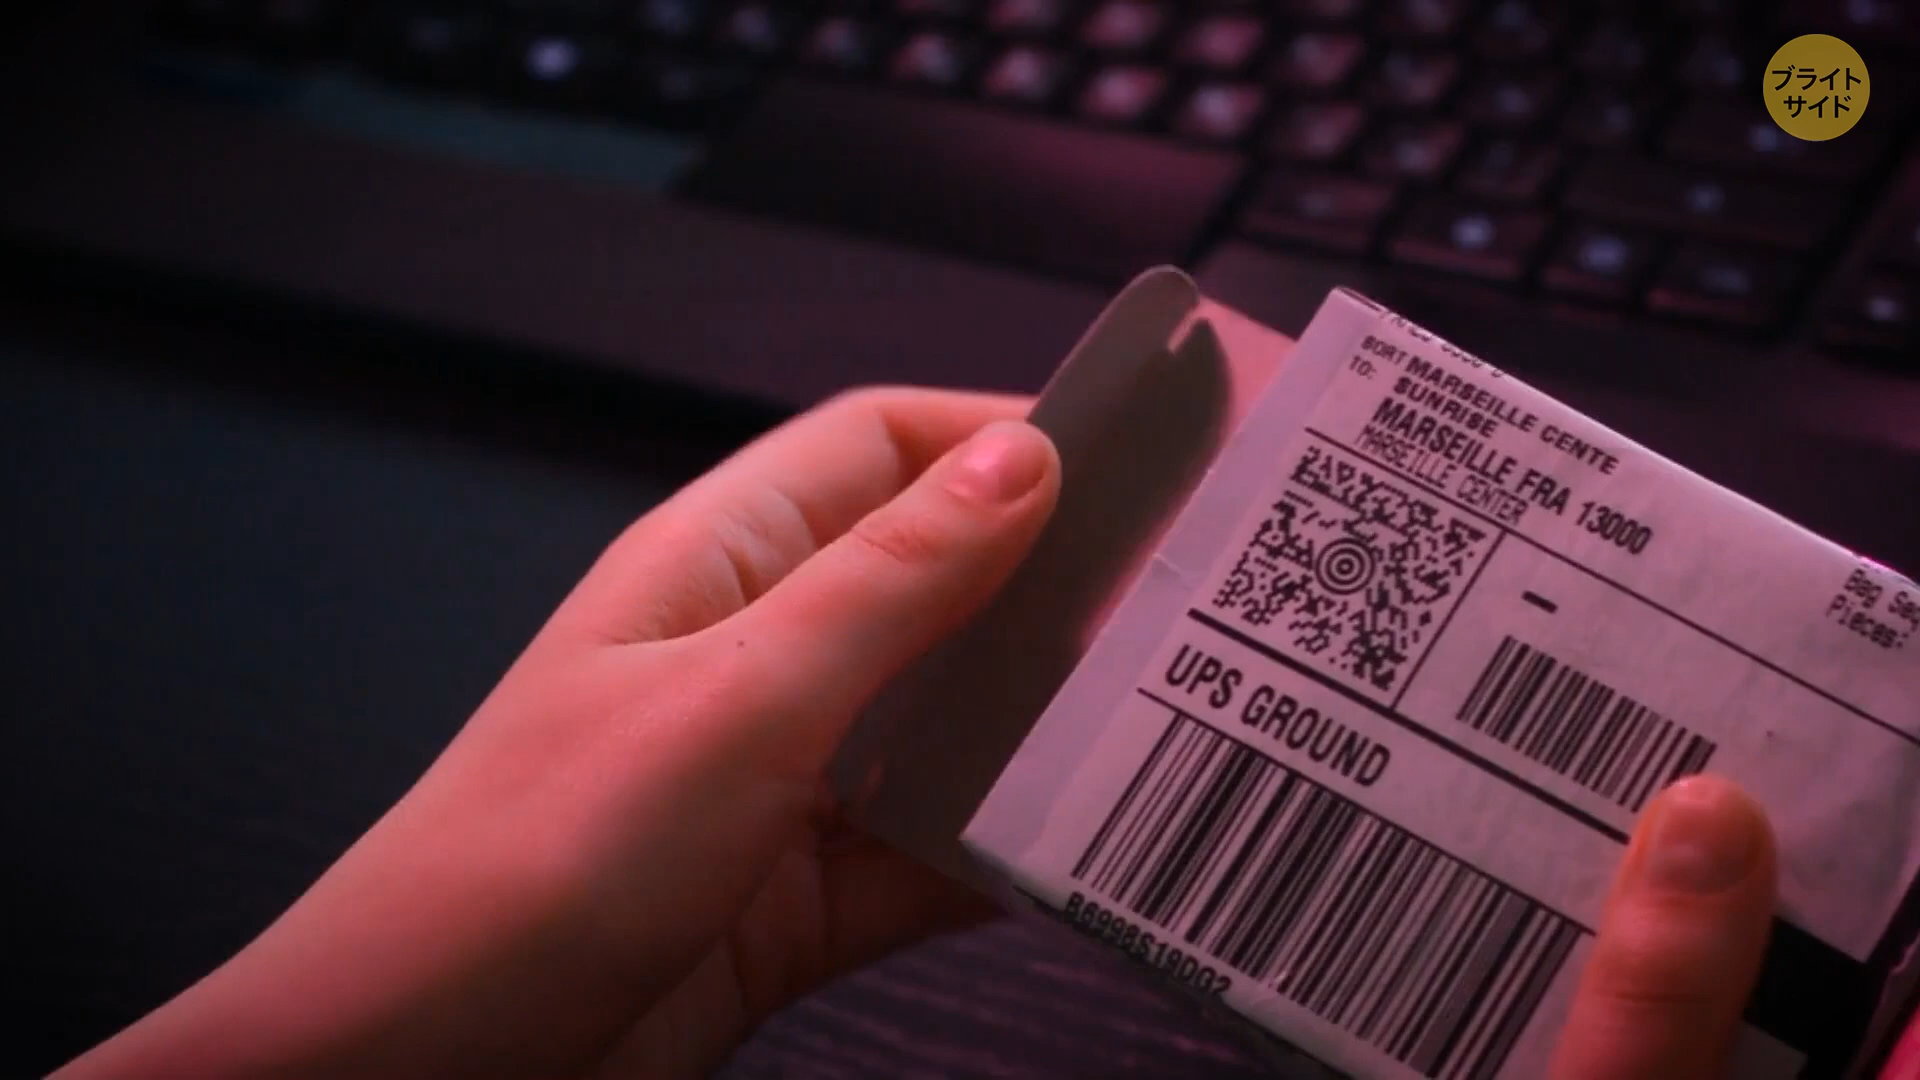 ブライト
サイド
SORT MARSEILLE CENTE
TO: SUNRISE
MARSEILLE FRA 13000
MARSEILLE CENTER
Bag Seq
Pieces:
UPS GROUND